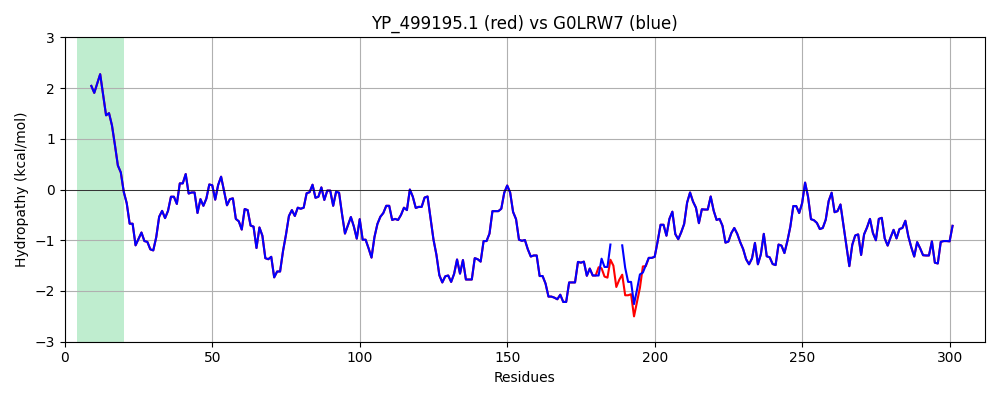 YP_499195.1 (red) vs G0LRW7 (blue)
Hydropathy (kcal/mol)
3
2
1
0
−1
−2
−3
0 50 100 150 200 250 300
Residues